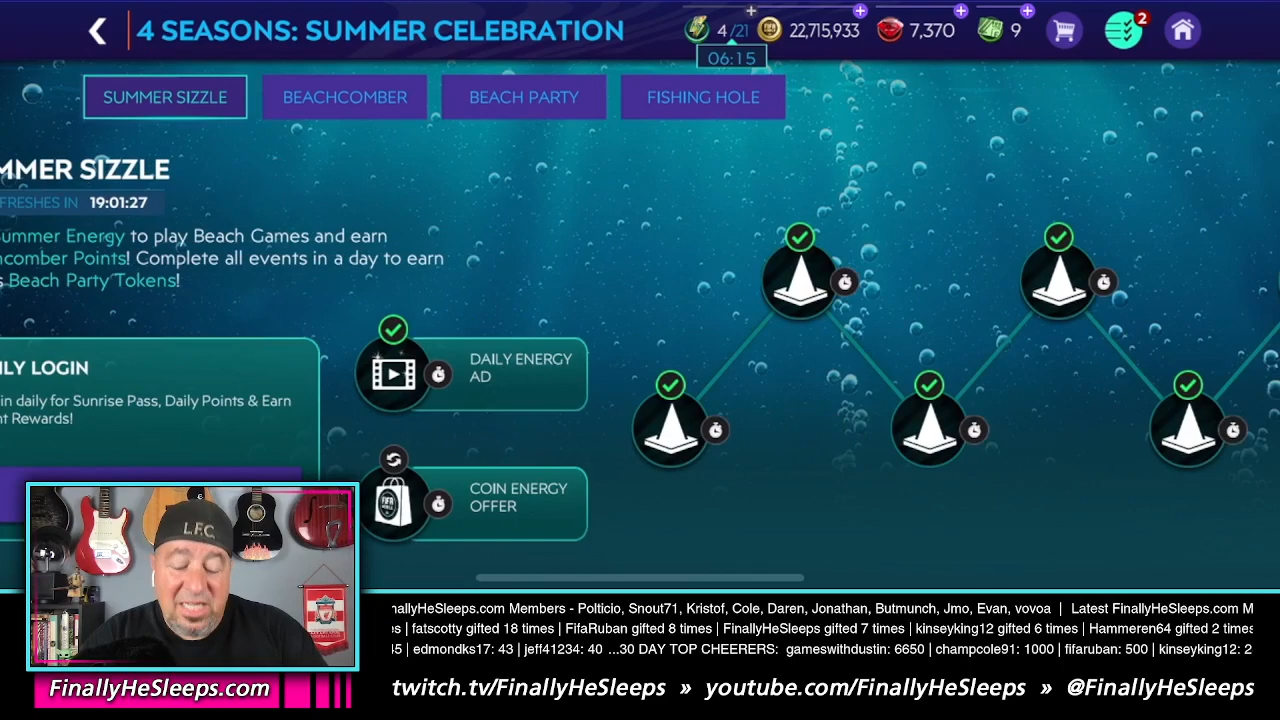 4 SEASONS: SUMMER CELEBRATION
4/21
06:15
22,715,933
7,370
9
2
SUMMER SIZZLE
BEACHCOMBER
BEACH PARTY
FISHING HOLE
MMER SIZZLE
FRESHES IN 19:01:27
Summer Energy to play Beach Games and earn
hcomber Points! Complete all events in a day to earn
s Beach Party Tokens!
ILY LOGIN
in daily for Sunrise Pass, Daily Points & Earn
nt Rewards!
DAILY ENERGY
AD
COIN ENERGY
OFFER
L.F.C.
nallyHeSleeps.com Members - Polticio, Snout71, Kristof, Cole, Daren, Jonathan, Butmunch, Jmo, Evan, vovoa | Latest FinallyHeSleeps.com M
es | fatscotty gifted 18 times | FifaRuban gifted 8 times | FinallyHeSleeps gifted 7 times | kinseyking12 gifted 6 times | Hammeren64 gifted 2 times
45 | edmondks17: 43 | jeff41234: 40 ...30 DAY TOP CHEERERS: gameswithdustin: 6650 | champcole91: 1000 | fifaruban: 500 | kinseyking12: 2
FinallyHeSleeps.com
twitch.tv/FinallyHeSleeps » youtube.com/FinallyHeSleeps » @FinallyHeSleeps